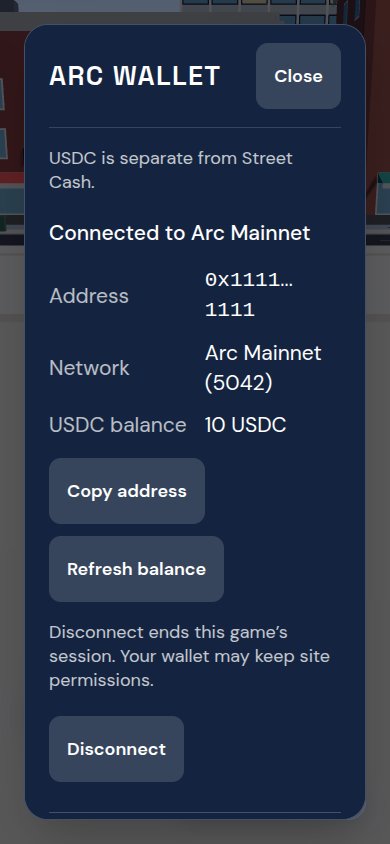 ARC WALLET
Close
USDC is separate from Street
Cash.
Connected to Arc Mainnet
Address
0x1111…
1111
Network
Arc Mainnet
(5042)
USDC balance
10 USDC
Copy address
Refresh balance
Disconnect ends this game’s
session. Your wallet may keep site
permissions.
Disconnect